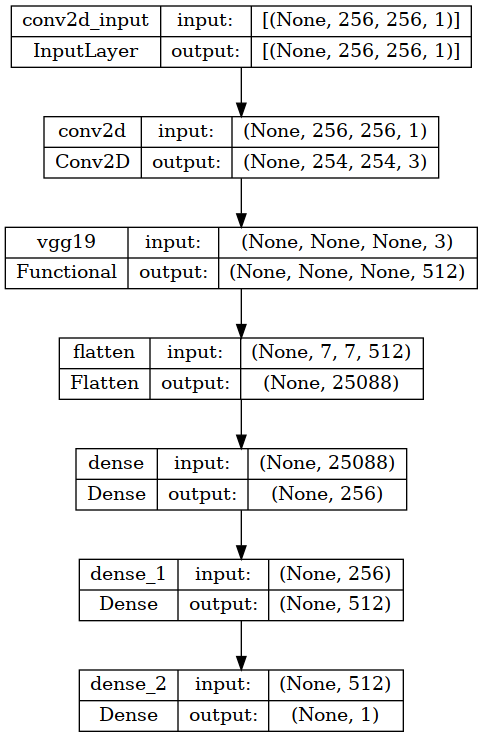 conv2d_input input: [(None, 256, 256, 1)]
InputLayer output: [(None, 256, 256, 1)]
conv2d input: (None, 256, 256, 1)
Conv2D output: (None, 254, 254, 3)
vgg19 input: (None, None, None, 3)
Functional output: (None, None, None, 512)
flatten input: (None, 7, 7, 512)
Flatten output: (None, 25088)
dense input: (None, 25088)
Dense output: (None, 256)
dense_1 input: (None, 256)
Dense output: (None, 512)
dense_2 input: (None, 512)
Dense output: (None, 1)